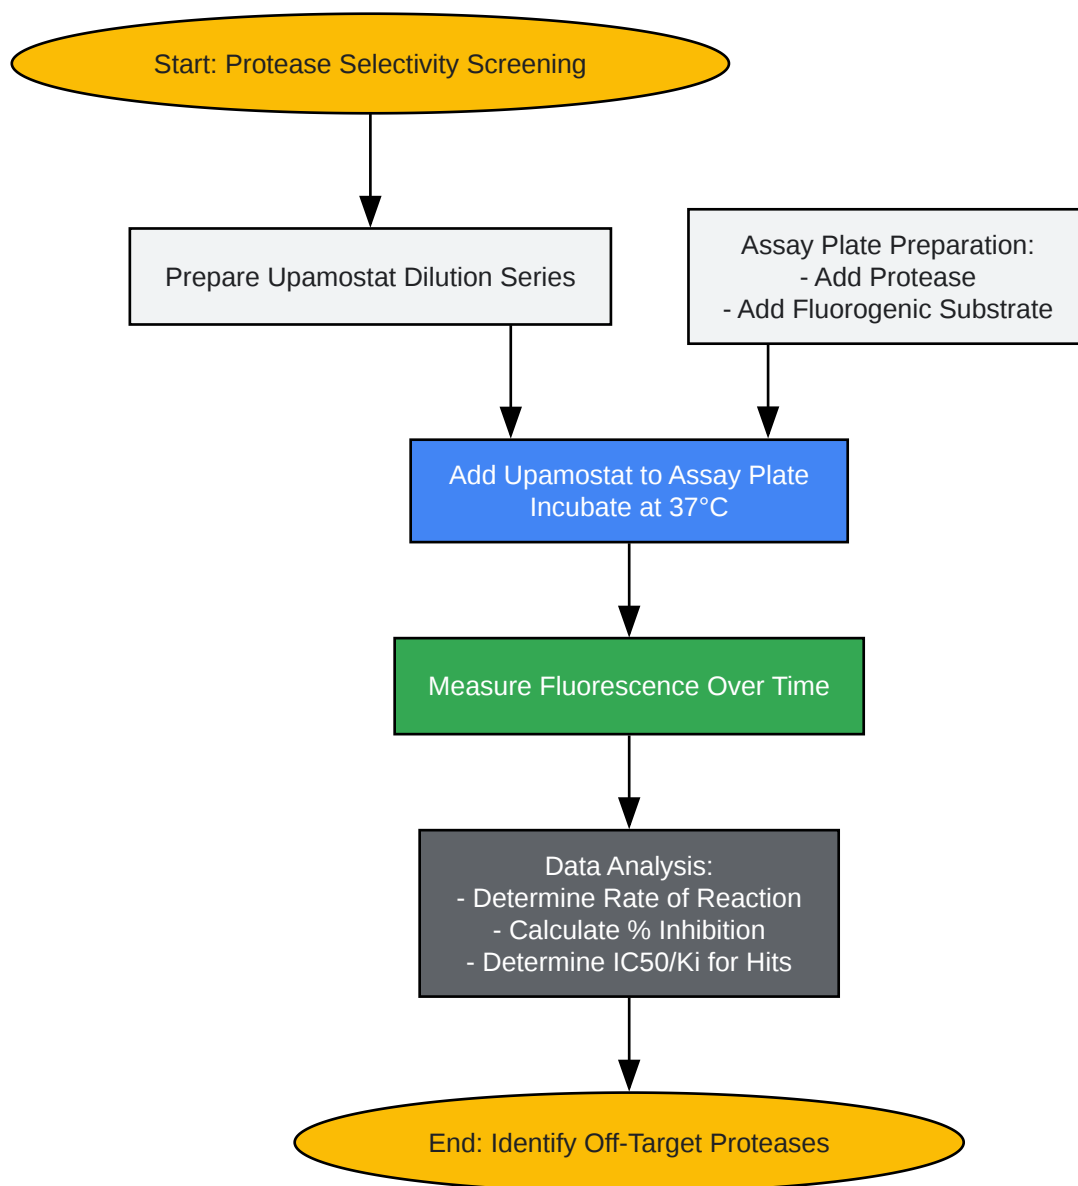 Start: Protease Selectivity Screening
Prepare Upamostat Dilution Series
Assay Plate Preparation:
- Add Protease
- Add Fluorogenic Substrate
Add Upamostat to Assay Plate
Incubate at 37°C
Measure Fluorescence Over Time
Data Analysis:
- Determine Rate of Reaction
- Calculate % Inhibition
- Determine IC50/Ki for Hits
End: Identify Off-Target Proteases